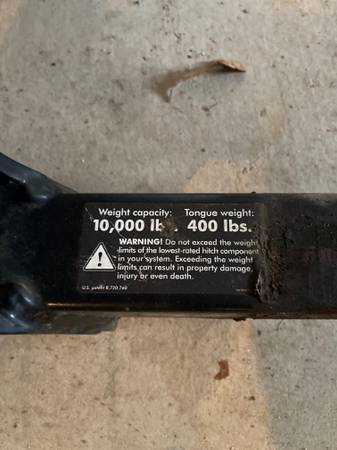 Weight capacity: Tongue weight:
10,000 lb. 400 lbs.
WARNING! Do not exceed the weight
limits of the lowest-rated hitch component
in your system. Exceeding the weight
limits can result in property damage,
injury or even death.
U.S. patent 8,720,760